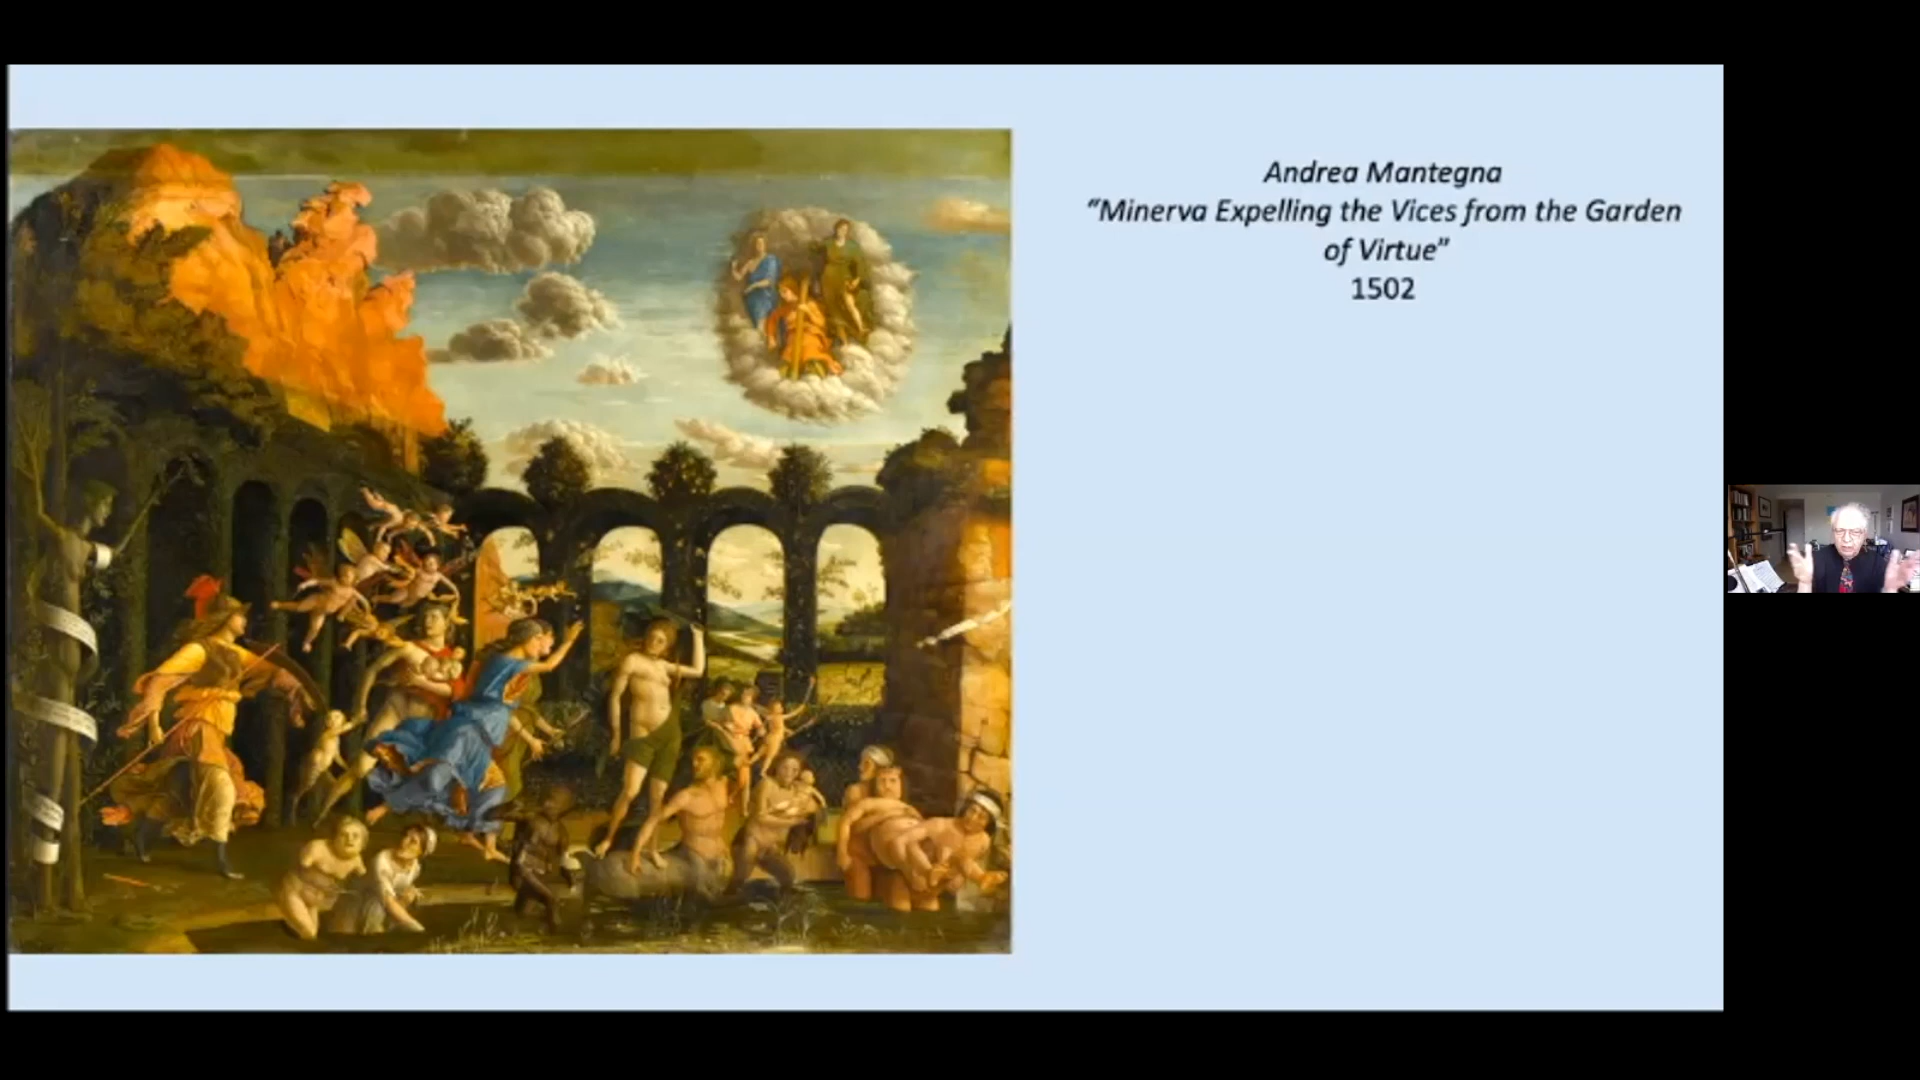 Andrea Mantegna
"Minerva Expelling the Vices from the Garden
of Virtue"
1502